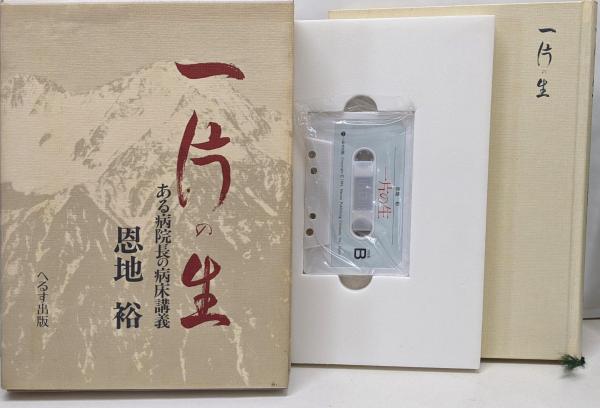 一片の生
ある病院長の病床講義
恩地 裕
へるす出版
一片の生
B
一片の生